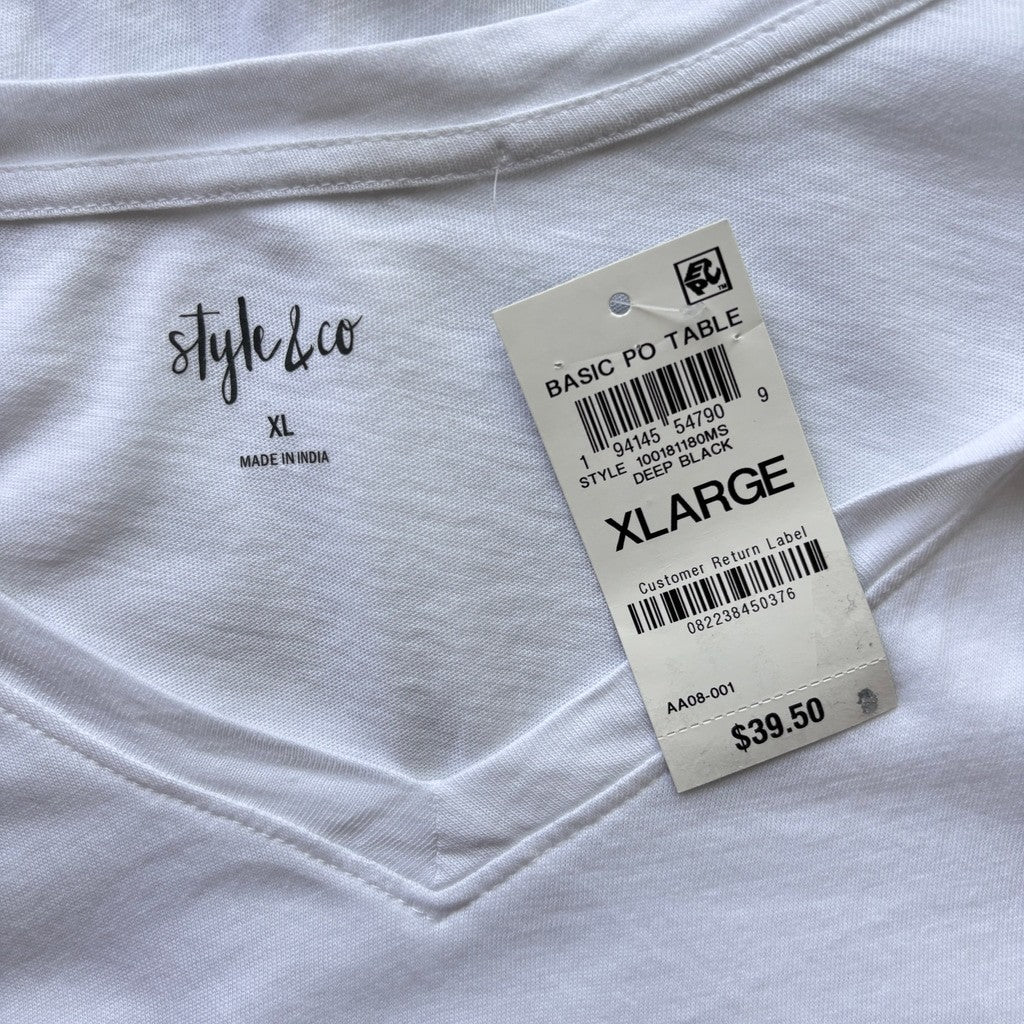 style&co
XL
MADE IN INDIA
BASIC PO TABLE
1 94145 54790 9
STYLE 100181180MS
DEEP BLACK
XLARGE
Customer Return Label
082238450376
AA08-001
$39.50